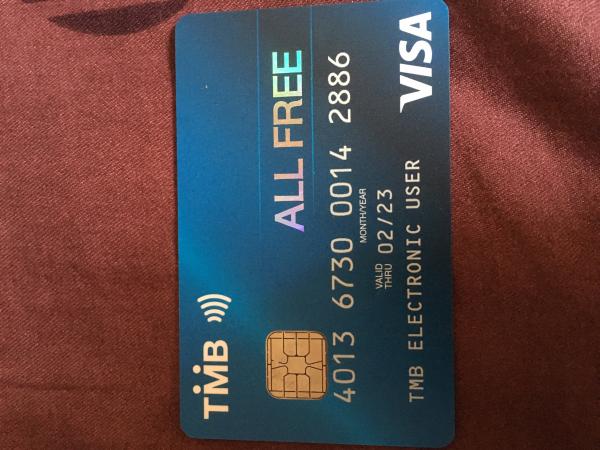 TMB
ALL FREE
4013 6730 0014 2886
MONTH/YEAR
VALID THRU 02/23
TMB ELECTRONIC USER
VISA